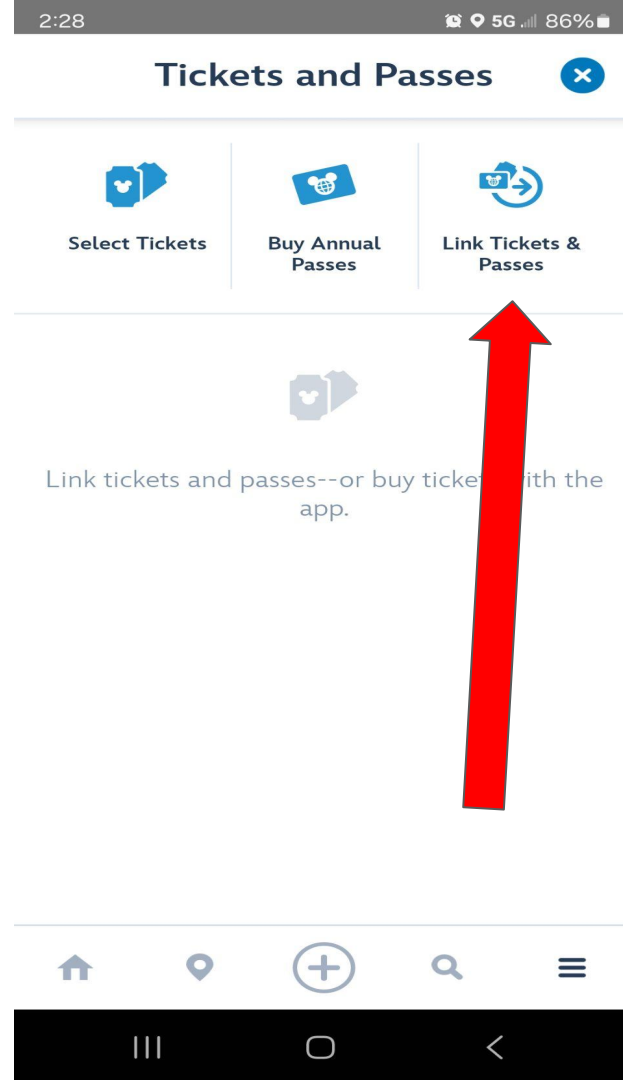 2:28 5G 86%
Tickets and Passes
Select Tickets
Buy Annual
Passes
Link Tickets &
Passes
Link tickets and passes--or buy the
app.